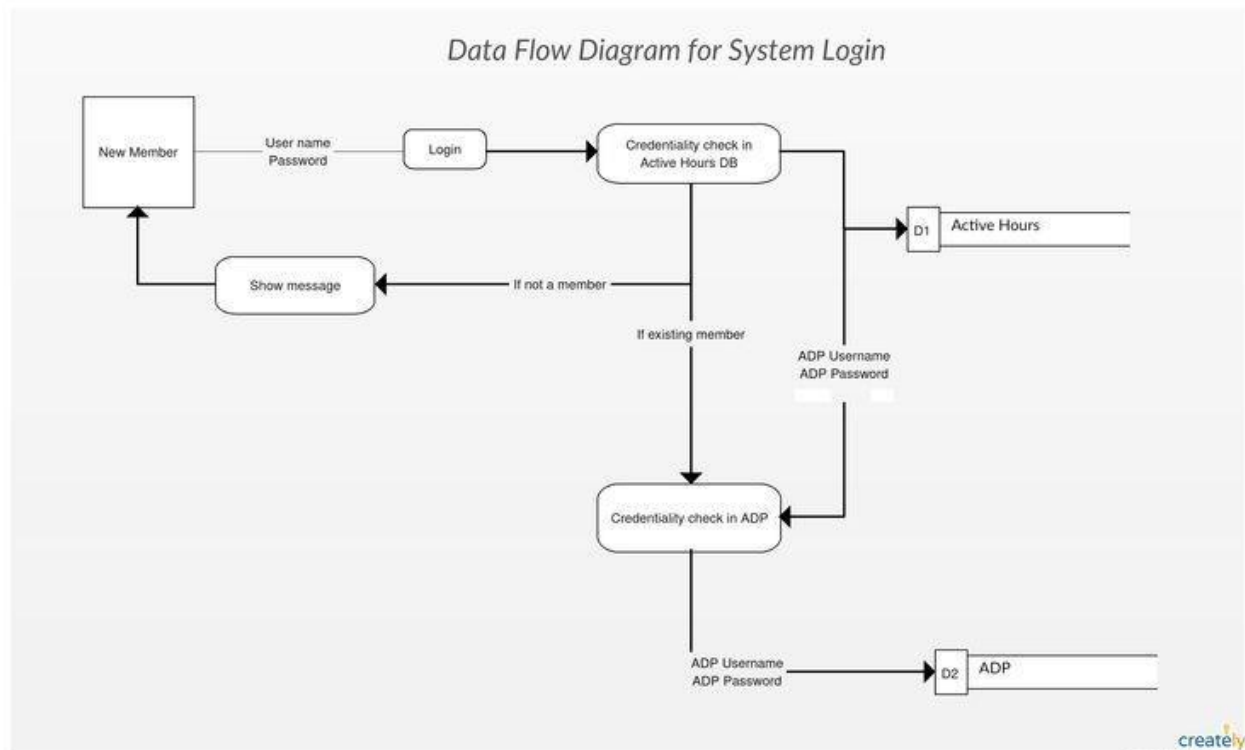 Data Flow Diagram for System Login
New Member
User name
Password
Login
Credentiality check in
Active Hours DB
D1
Active Hours
Show message
If not a member
If existing member
ADP Username
ADP Password
Credentiality check in ADP
ADP Username
ADP Password
D2
ADP
creately